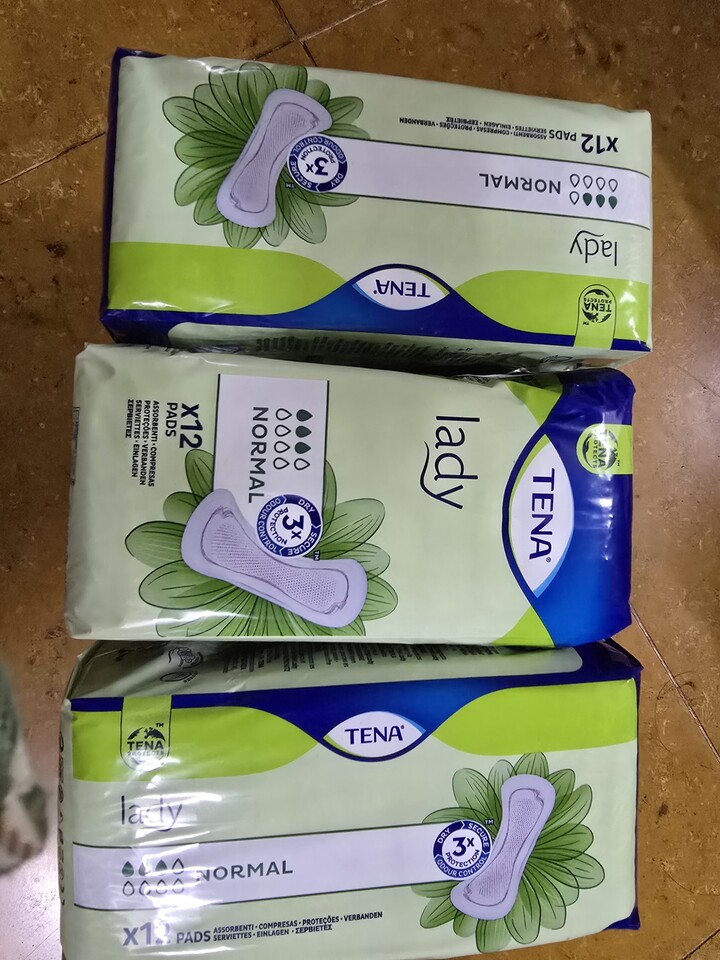 x12 PADS
ASSORBENTI · COMPRESAS · PROTEÇÕES · VERBANDEN
SERVIETTES · EINLAGEN · ΣΕΡΒΙΕΤΕΣ
NORMAL
DRY SECURE
3x
PROTECTION
ODOUR CONTROL
lady
TENA
TENA
PROTECTS
TENA
TENA
PROTECTS
lady
NORMAL
DRY SECURE
3x
PROTECTION
ODOUR CONTROL
x12
PADS
ASSORBENTI · COMPRESAS
PROTEÇÕES · VERBANDEN
SERVIETTES · EINLAGEN
ΣΕΡΒΙΕΤΕΣ
TENA
TENA
PROTECTS
lady
NORMAL
DRY SECURE
3x
PROTECTION
ODOUR CONTROL
x12 PADS
ASSORBENTI · COMPRESAS · PROTEÇÕES · VERBANDEN
SERVIETTES · EINLAGEN · ΣΕΡΒΙΕΤΕΣ